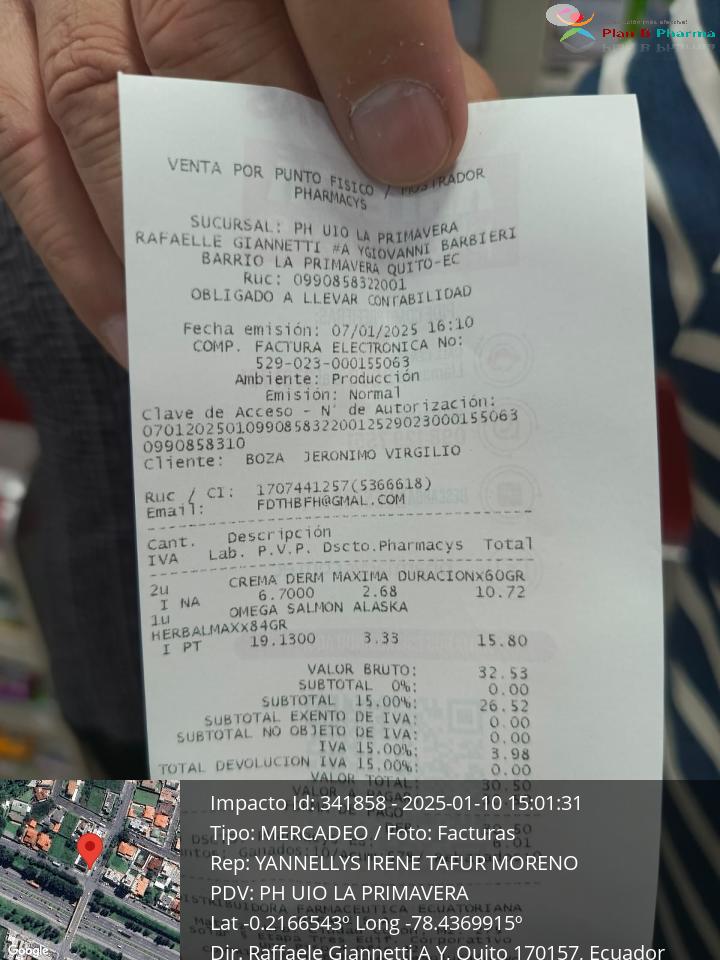 Plan B Pharma
VENTA POR PUNTO FISICO / MOSTRADOR
PHARMACYS
SUCURSAL: PH UIO LA PRIMAVERA
RAFAELLE GIANNETTI #A YGIOVANNI BARBIERI
BARRIO LA PRIMAVERA QUITO-EC
Ruc: 0990858322001
OBLIGADO A LLEVAR CONTABILIDAD
Fecha emisión: 07/01/2025 16:10
COMP. FACTURA ELECTRONICA No:
529-023-000155063
Ambiente: Producción
Emisión: Normal
Clave de Acceso - N° de Autorización:
070120250109908583220012529023000155063
0990858310
Cliente: BOZA JERONIMO VIRGILIO
Ruc / CI: 1707441257(5366618)
Email: FDTHBFH@GMAL.COM
Cant. Descripción
IVA Lab. P.V.P. Dscto.Pharmacys Total
2u CREMA DERM MAXIMA DURACIONx60GR
I NA 6.7000 2.68 10.72
1u OMEGA SALMON ALASKA
HERBALMAXx84GR
I PT 19.1300 3.33 15.80
VALOR BRUTO: 32.53
SUBTOTAL 0%: 0.00
SUBTOTAL 15.00%: 26.52
SUBTOTAL EXENTO DE IVA: 0.00
SUBTOTAL NO OBJETO DE IVA: 0.00
IVA 15.00%: 3.98
TOTAL DEVOLUCION IVA 15.00%: 0.00
VALOR TOTAL: 30.50
Impacto Id: 341858 - 2025-01-10 15:01:31
Tipo: MERCADEO / Foto: Facturas
Rep: YANNELLYS IRENE TAFUR MORENO
PDV: PH UIO LA PRIMAVERA
Lat -0.2166543º Long -78.4369915º
Dir. Raffaele Giannetti A Y, Quito 170157, Ecuador
Google